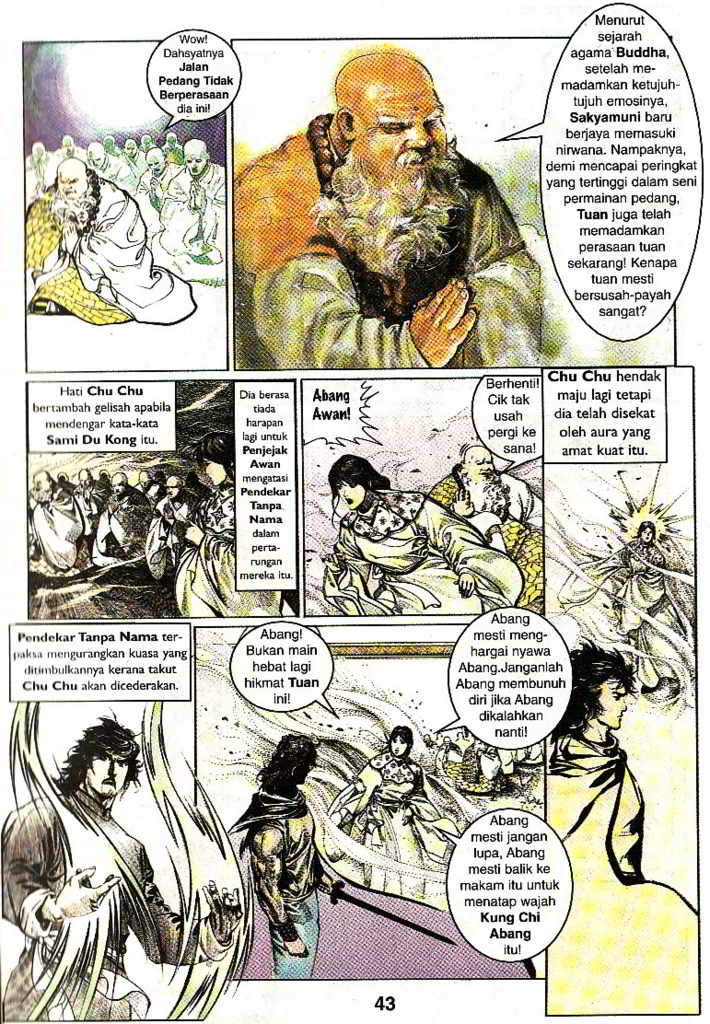 Wow!
Dahsyatnya
Jalan
Pedang Tidak
Berperasaan
dia ini!
Menurut
sejarah
agama Buddha,
setelah me-
madamkan ketujuh-
tujuh emosinya,
Sakyamuni baru
berjaya memasuki
nirwana. Nampaknya,
demi mencapai peringkat
yang tertinggi dalam seni
permainan pedang,
Tuan juga telah
memadamkan
perasaan tuan
sekarang! Kenapa
tuan mesti
bersusah-payah
sangat?
Hati Chu Chu
bertambah gelisah apabila
mendengar kata-kata
Sami Du Kong itu.
Dia berasa
tiada
harapan
lagi untuk
Penjejak
Awan
mengatasi
Pendekar
Tanpa
Nama
dalam
perta-
rungan
mereka itu.
Abang
Awan!
Berhenti!
Cik tak
usah
pergi ke
sana!
Chu Chu hendak
maju lagi tetapi
dia telah disekat
oleh aura yang
amat kuat itu.
Pendekar Tanpa Nama ter-
paksa mengurangkan kuasa yang
ditimbulkannya kerana takut
Chu Chu akan dicederakan.
Abang!
Bukan main
hebat lagi
hikmat Tuan
ini!
Abang
mesti meng-
hargai nyawa
Abang.Janganlah
Abang membunuh
diri jika Abang
dikalahkan
nanti!
Abang
mesti jangan
lupa, Abang
mesti balik ke
makam itu untuk
menatap wajah
Kung Chi
Abang
itu!
43